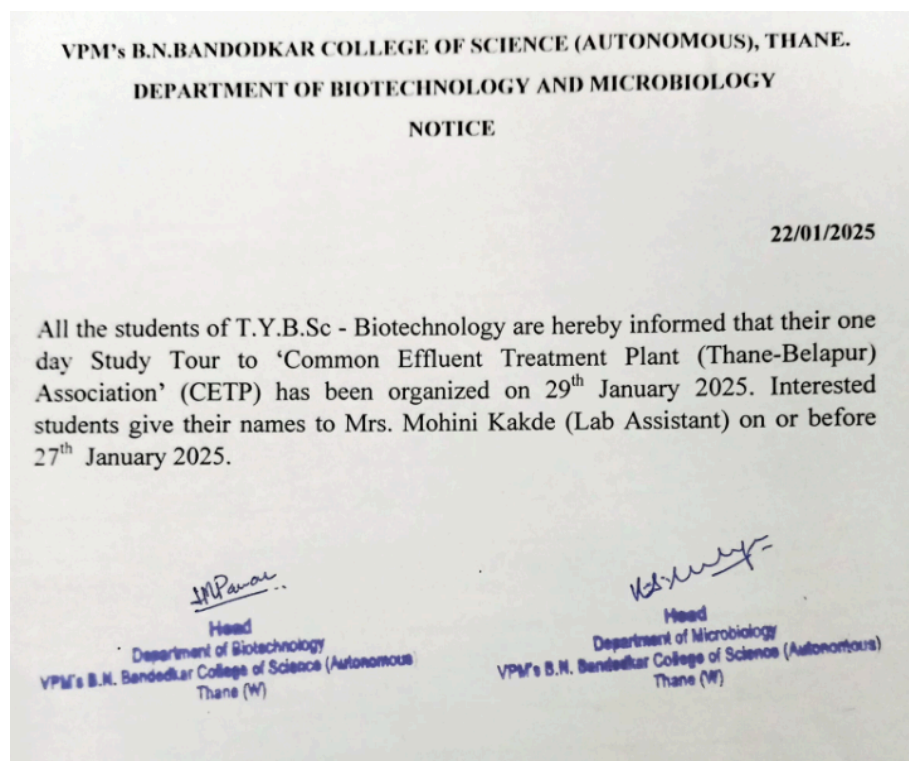 VPM's B.N.BANDODKAR COLLEGE OF SCIENCE (AUTONOMOUS), THANE.
DEPARTMENT OF BIOTECHNOLOGY AND MICROBIOLOGY
NOTICE
22/01/2025
All the students of T.Y.B.Sc - Biotechnology are hereby informed that their one
day Study Tour to ‘Common Effluent Treatment Plant (Thane-Belapur)
Association’ (CETP) has been organized on 29th January 2025. Interested
students give their names to Mrs. Mohini Kakde (Lab Assistant) on or before
27th January 2025.
Head
Department of Biotechnology
VPM's B.N. Bandodkar College of Science (Autonomous
Thane (W)
Head
Department of Microbiology
VPM's B.N. Bandodkar College of Science (Autonomous)
Thane (W)